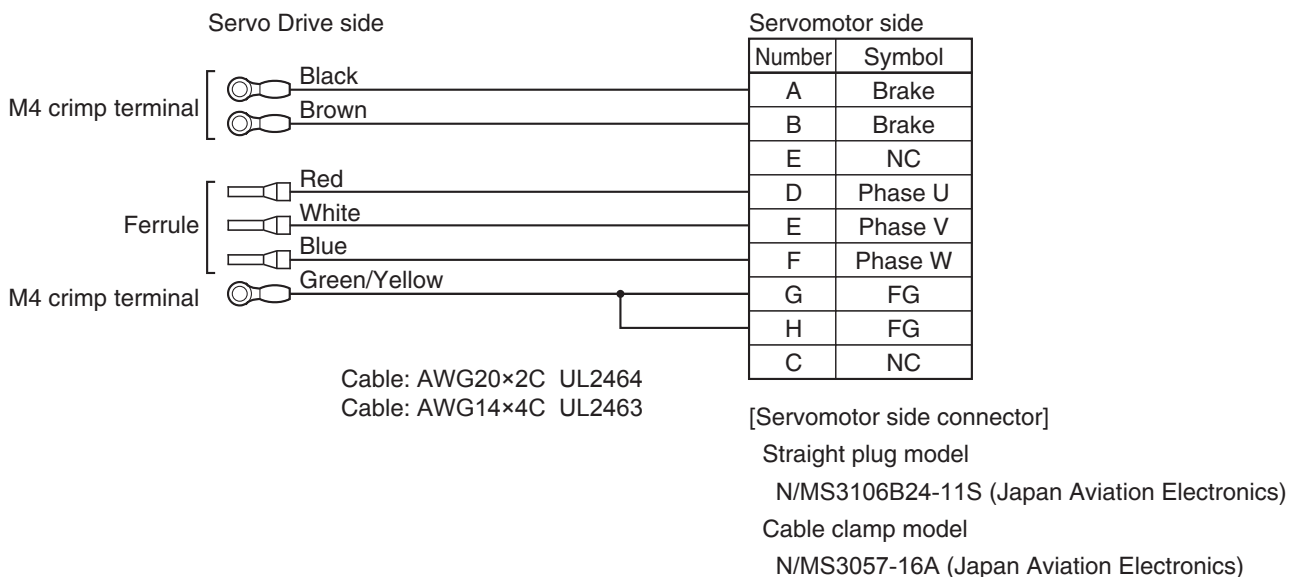 Servo Drive side
Servomotor side
Number Symbol
M4 crimp terminal
Black
A Brake
Brown
B Brake
E NC
Ferrule
Red
D Phase U
White
E Phase V
Blue
F Phase W
M4 crimp terminal
Green/Yellow
G FG
H FG
C NC
Cable: AWG20×2C UL2464
Cable: AWG14×4C UL2463
[Servomotor side connector]
Straight plug model
N/MS3106B24-11S (Japan Aviation Electronics)
Cable clamp model
N/MS3057-16A (Japan Aviation Electronics)